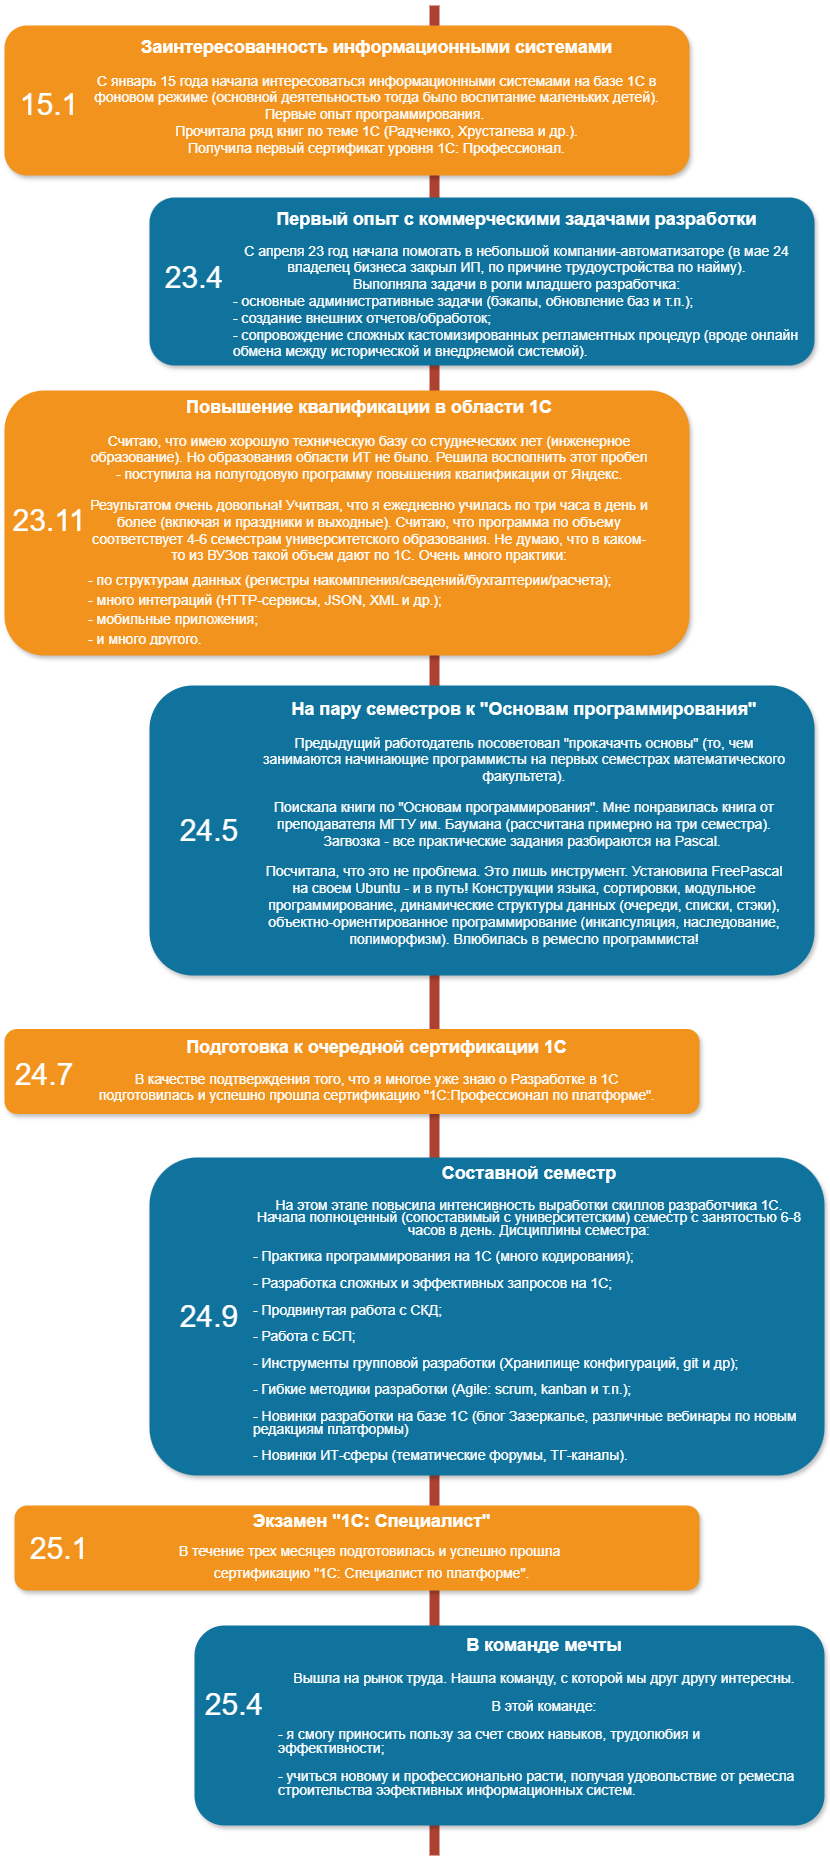 Заинтересованность информационными системами
15.1
С январь 15 года начала интересоваться информационными системами на базе 1С в
фоновом режиме (основной деятельностью тогда было воспитание маленьких детей).
Первые опыт программирования.
Прочитала ряд книг по теме 1С (Радченко, Хрусталева и др.).
Получила первый сертификат уровня 1С: Профессионал.
Первый опыт с коммерческими задачами разработки
23.4
С апреля 23 год начала помогать в небольшой компании-автоматизаторе (в мае 24
владелец бизнеса закрыл ИП, по причине трудоустройства по найму).
Выполняла задачи в роли младшего разработчка:
- основные административные задачи (бэкапы, обновление баз и т.п.);
- создание внешних отчетов/обработок;
- сопровождение сложных кастомизированных регламентных процедур (вроде онлайн
обмена между исторической и внедряемой системой).
Повышение квалификации в области 1С
23.11
Считаю, что имею хорошую техническую базу со студнеческих лет (инженерное
образование). Но образования области ИТ не было. Решила восполнить этот пробел
- поступила на полугодовую программу повышения квалификации от Яндекс.
Результатом очень довольна! Учитвая, что я ежедневно училась по три часа в день и
более (включая и праздники и выходные). Считаю, что программа по объему
соответствует 4-6 семестрам университетского образования. Не думаю, что в каком-
то из ВУЗов такой объем дают по 1С. Очень много практики:
- по структурам данных (регистры накомпления/сведений/бухгалтерии/расчета);
- много интеграций (HTTP-сервисы, JSON, XML и др.);
- мобильные приложения;
- и много другого.
На пару семестров к "Основам программирования"
24.5
Предыдущий работодатель посоветовал "прокачачть основы" (то, чем
занимаются начинающие программисты на первых семестрах математического
факультета).
Поискала книги по "Основам программирования". Мне понравилась книга от
преподавателя МГТУ им. Баумана (рассчитана примерно на три семестра).
Загвозка - все практические задания разбираются на Pascal.
Посчитала, что это не проблема. Это лишь инструмент. Установила FreePascal
на своем Ubuntu - и в путь! Конструкции языка, сортировки, модульное
программирование, динамические структуры данных (очереди, списки, стэки),
объектно-ориентированное программирование (инкапсуляция, наследование,
полиморфизм). Влюбилась в ремесло программиста!
Подготовка к очередной сертификации 1С
24.7
В качестве подтверждения того, что я многое уже знаю о Разработке в 1С
подготовилась и успешно прошла сертификацию "1С:Профессионал по платформе".
Составной семестр
24.9
На этом этапе повысила интенсивность выработки скиллов разработчика 1С.
Начала полноценный (сопоставимый с университетским) семестр с занятостью 6-8
часов в день. Дисциплины семестра:
- Практика программирования на 1С (много кодирования);
- Разработка сложных и эффективных запросов на 1С;
- Продвинутая работа с СКД;
- Работа с БСП;
- Инструменты групповой разработки (Хранилище конфигураций, git и др);
- Гибкие методики разработки (Agile: scrum, kanban и т.п.);
- Новинки разработки на базе 1С (блог Зазеркалье, различные вебинары по новым
редакциям платформы)
- Новинки ИТ-сферы (тематические форумы, ТГ-каналы).
Экзамен "1С: Специалист"
25.1
В течение трех месяцев подготовилась и успешно прошла
сертификацию "1С: Специалист по платформе".
В команде мечты
25.4
Вышла на рынок труда. Нашла команду, с которой мы друг другу интересны.
В этой команде:
- я смогу приносить пользу за счет своих навыков, трудолюбия и
эффективности;
- учиться новому и профессионально расти, получая удовольствие от ремесла
строительства ээфективных информационных систем.